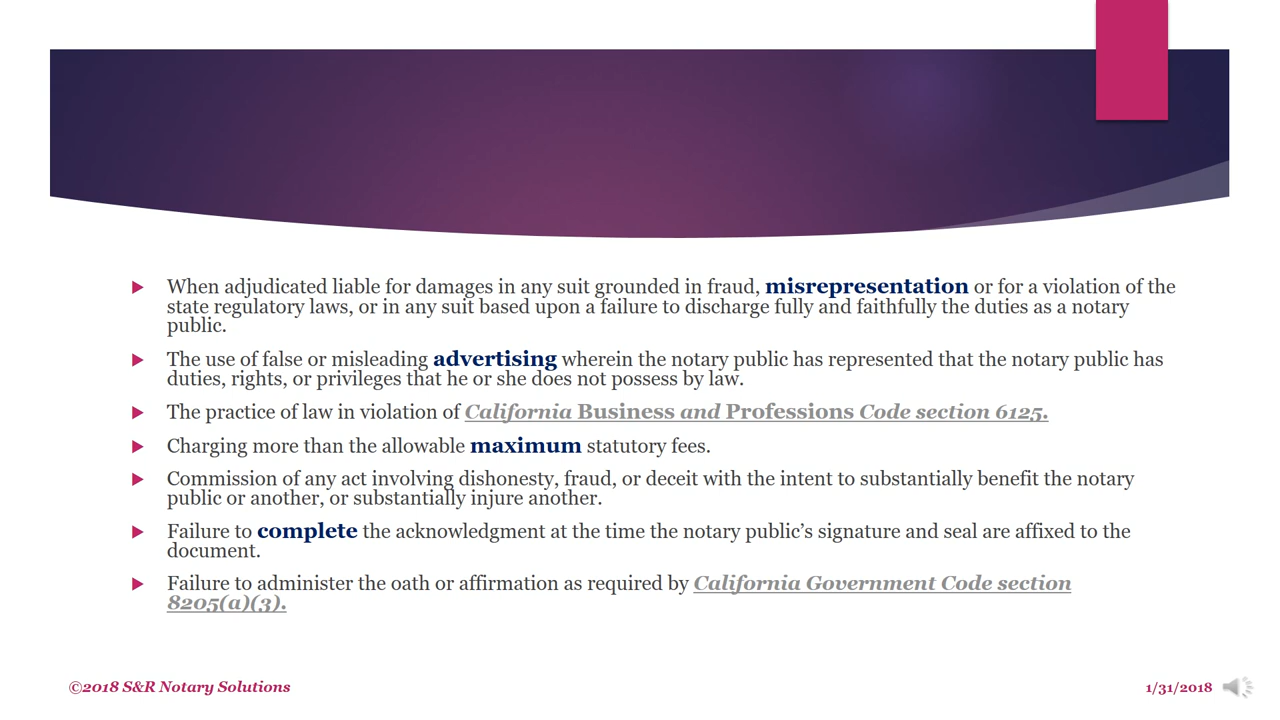 When adjudicated liable for damages in any suit grounded in fraud, misrepresentation or for a violation of the
state regulatory laws, or in any suit based upon a failure to discharge fully and faithfully the duties as a notary
public.
The use of false or misleading advertising wherein the notary public has represented that the notary public has
duties, rights, or privileges that he or she does not possess by law.
The practice of law in violation of California Business and Professions Code section 6125.
Charging more than the allowable maximum statutory fees.
Commission of any act involving dishonesty, fraud, or deceit with the intent to substantially benefit the notary
public or another, or substantially injure another.
Failure to complete the acknowledgment at the time the notary public’s signature and seal are affixed to the
document.
Failure to administer the oath or affirmation as required by California Government Code section
8205(a)(3).
©2018 S&R Notary Solutions
1/31/2018